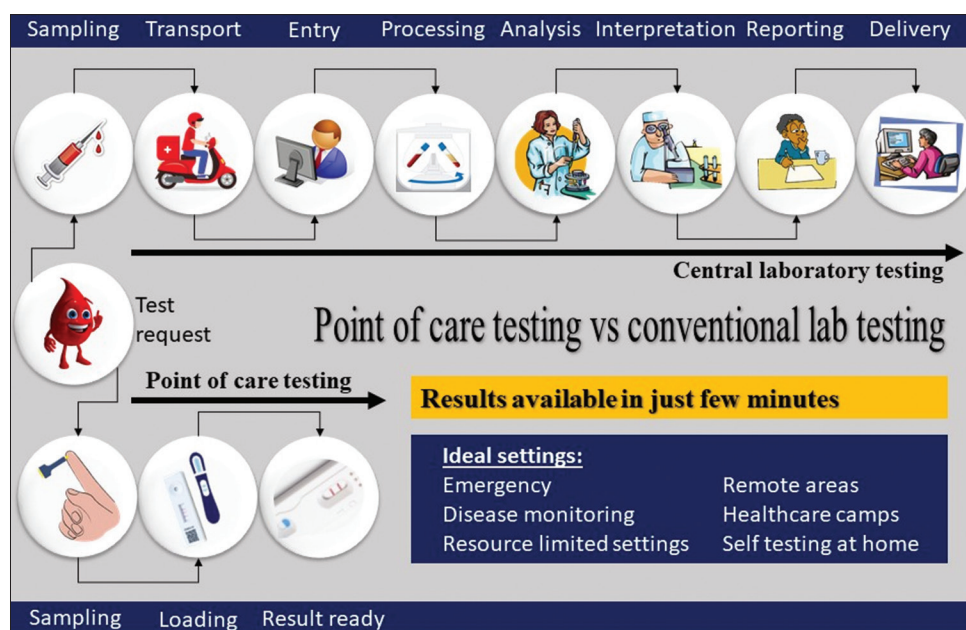 Sampling Transport Entry Processing Analysis Interpretation Reporting Delivery
Central laboratory testing
Test
request
Point of care testing vs conventional lab testing
Point of care testing
Results available in just few minutes
Ideal settings:
Emergency Remote areas
Disease monitoring Healthcare camps
Resource limited settings Self testing at home
Sampling Loading Result ready